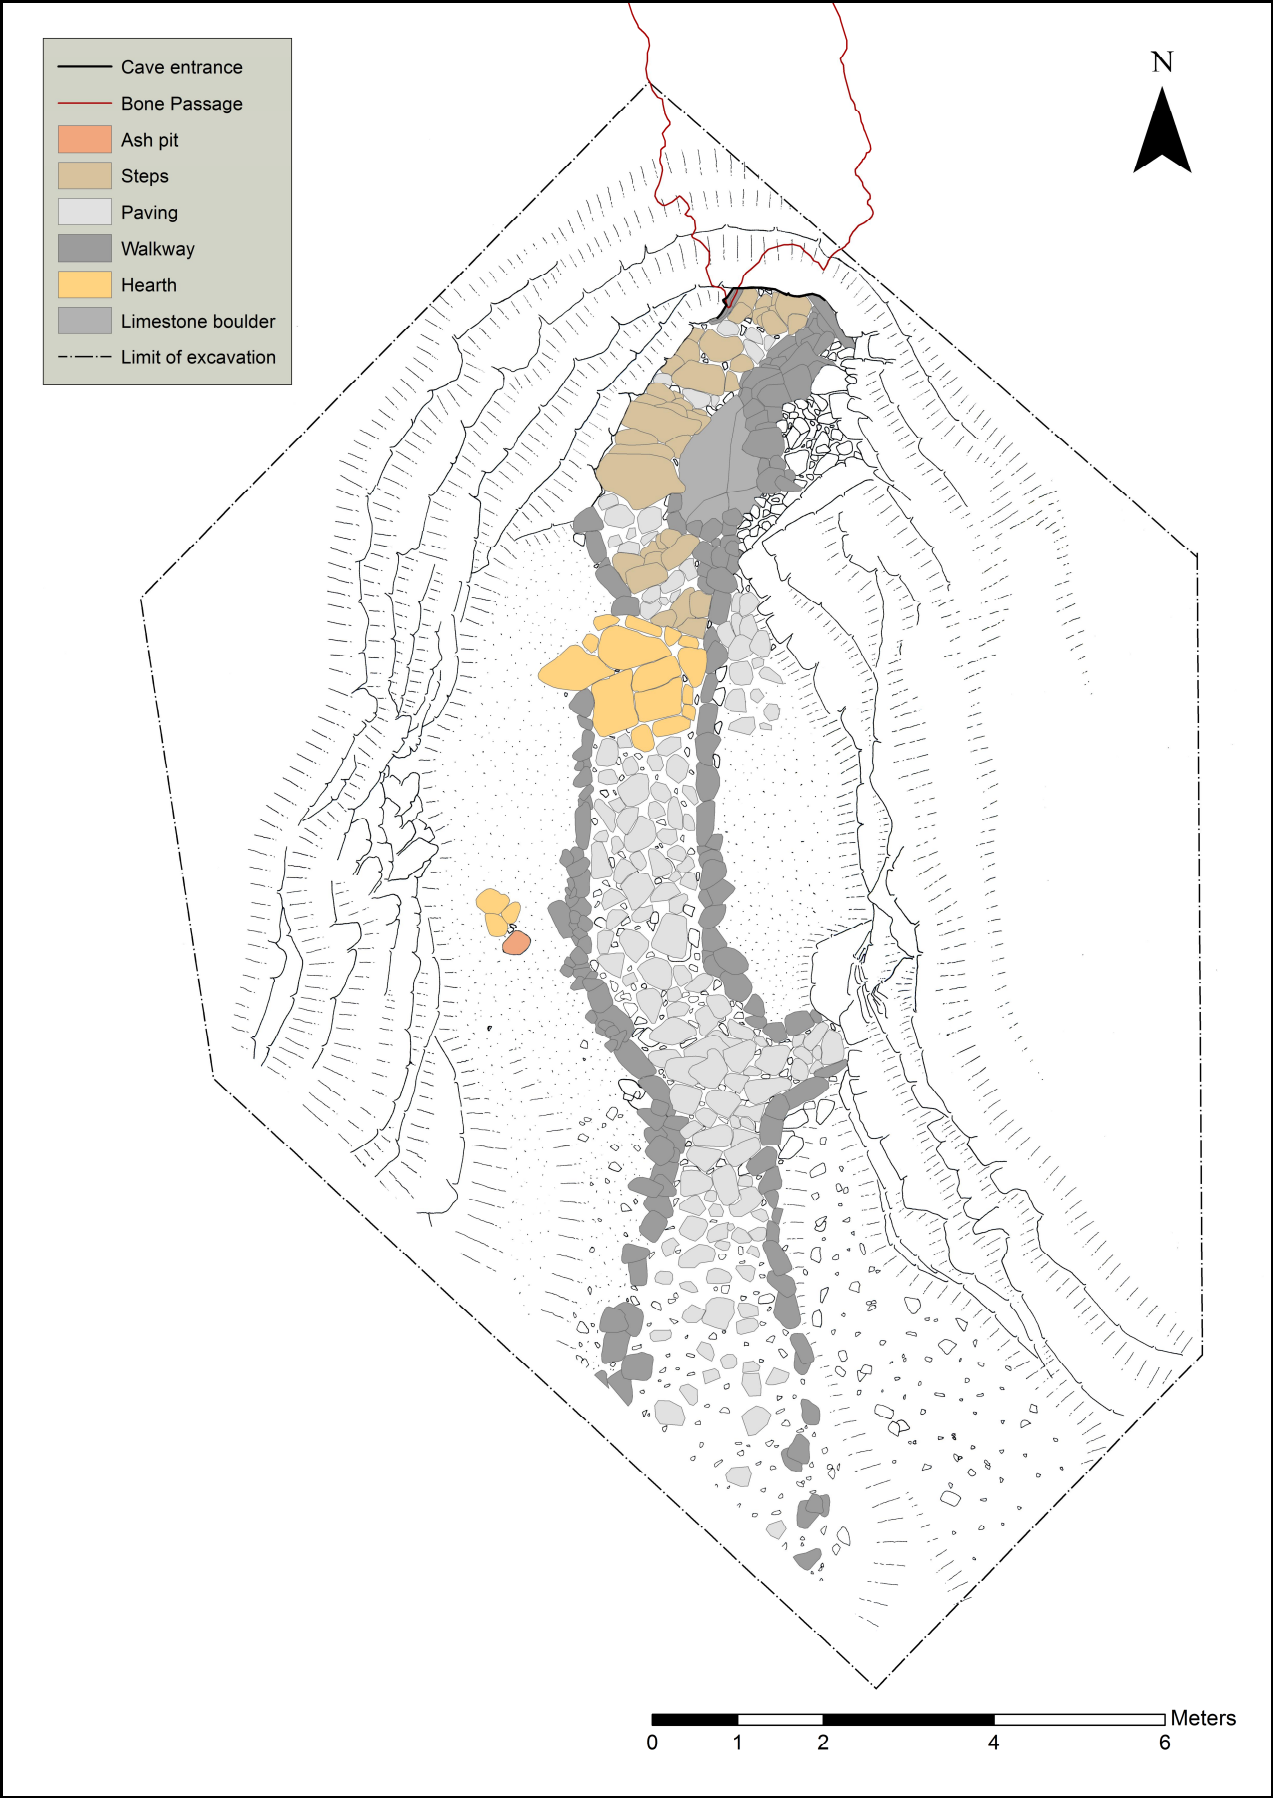 Cave entrance
Bone Passage
Ash pit
Steps
Paving
Walkway
Hearth
Limestone boulder
Limit of excavation
N
Meters
0 1 2 4 6